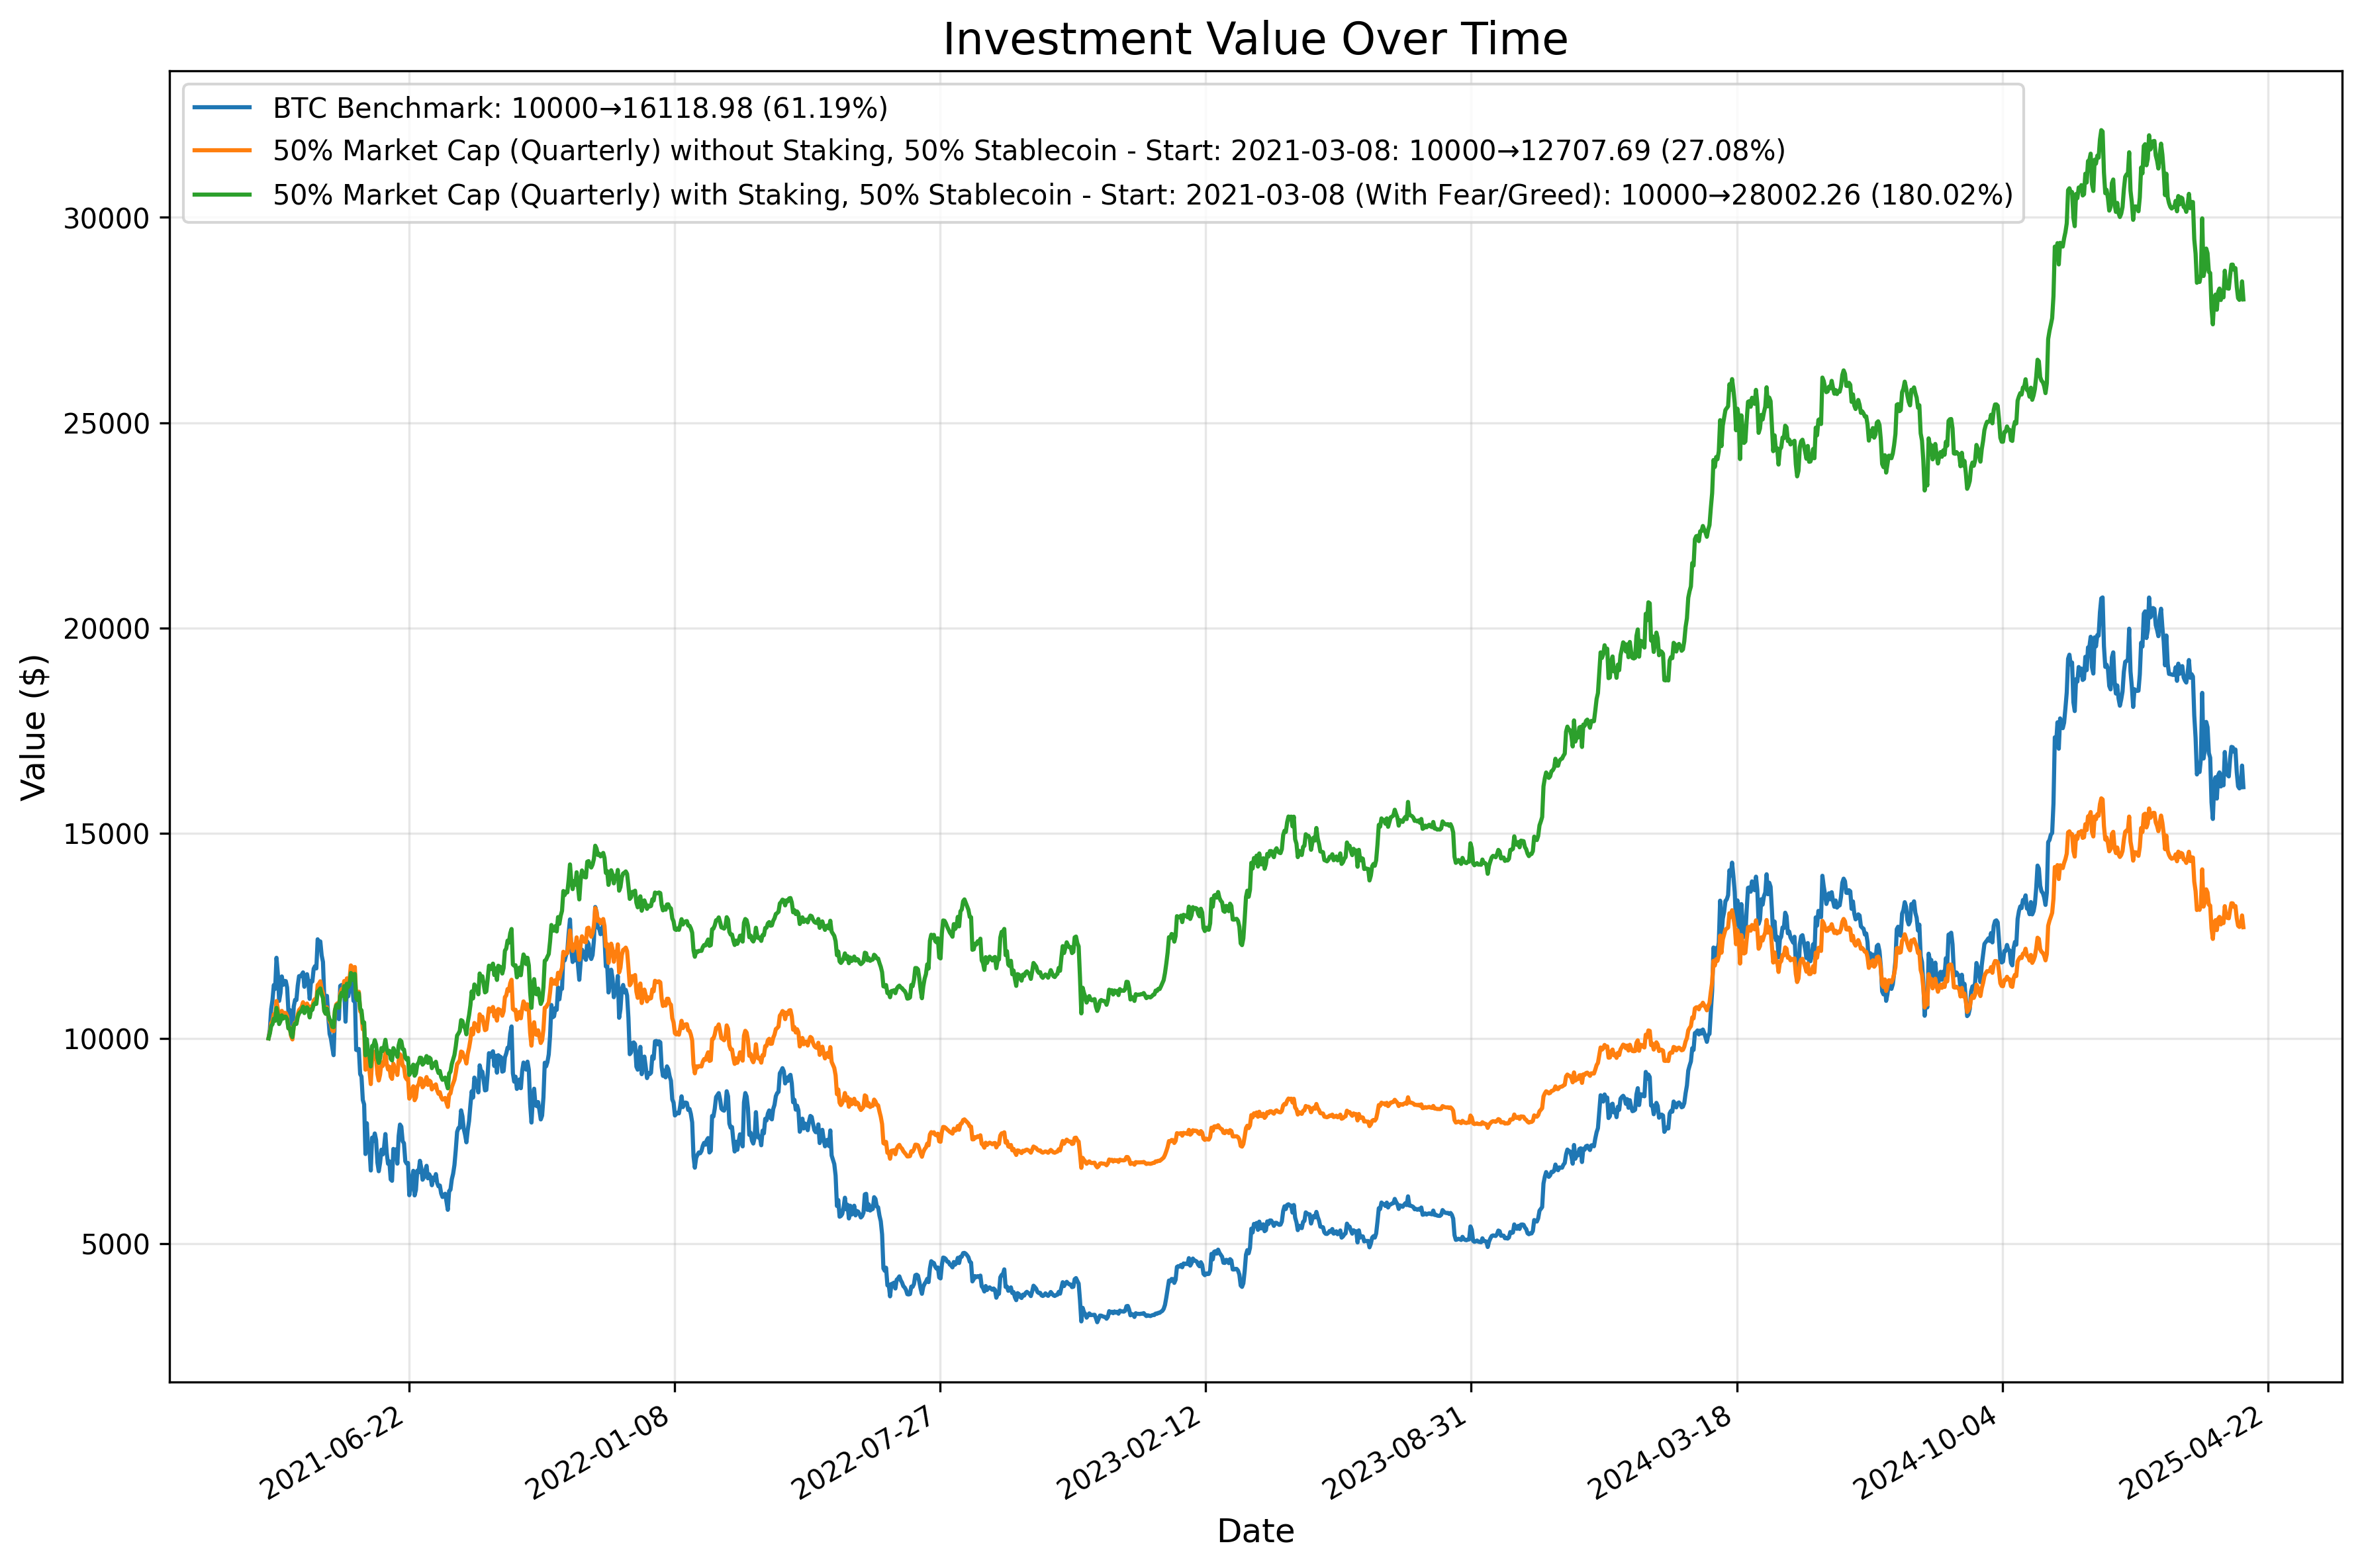 Investment Value Over Time
BTC Benchmark: 10000→16118.98 (61.19%)
50% Market Cap (Quarterly) without Staking, 50% Stablecoin - Start: 2021-03-08: 10000→12707.69 (27.08%)
50% Market Cap (Quarterly) with Staking, 50% Stablecoin - Start: 2021-03-08 (With Fear/Greed): 10000→28002.26 (180.02%)
Value ($)
30000
25000
20000
15000
10000
5000
2021-06-22
2022-01-08
2022-07-27
2023-02-12
2023-08-31
2024-03-18
2024-10-04
2025-04-22
Date